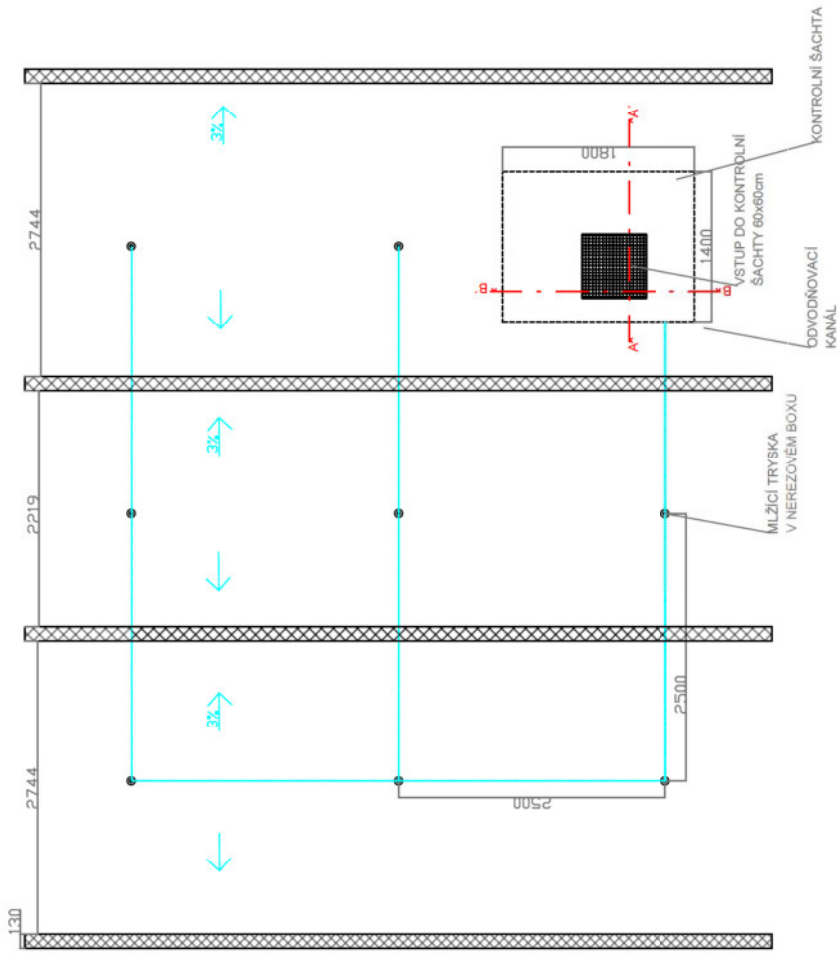 130
2744
2219
2744
3%
3%
3%
2500
2500
1800
1400
A'
A'
B'
B'
MLŽÍCÍ TRYSKA
V NEREZOVÉM BOXU
ODVODŇOVACÍ
KANÁL
VSTUP DO KONTROLNÍ
ŠACHTY 60x60cm
KONTROLNÍ ŠACHTA